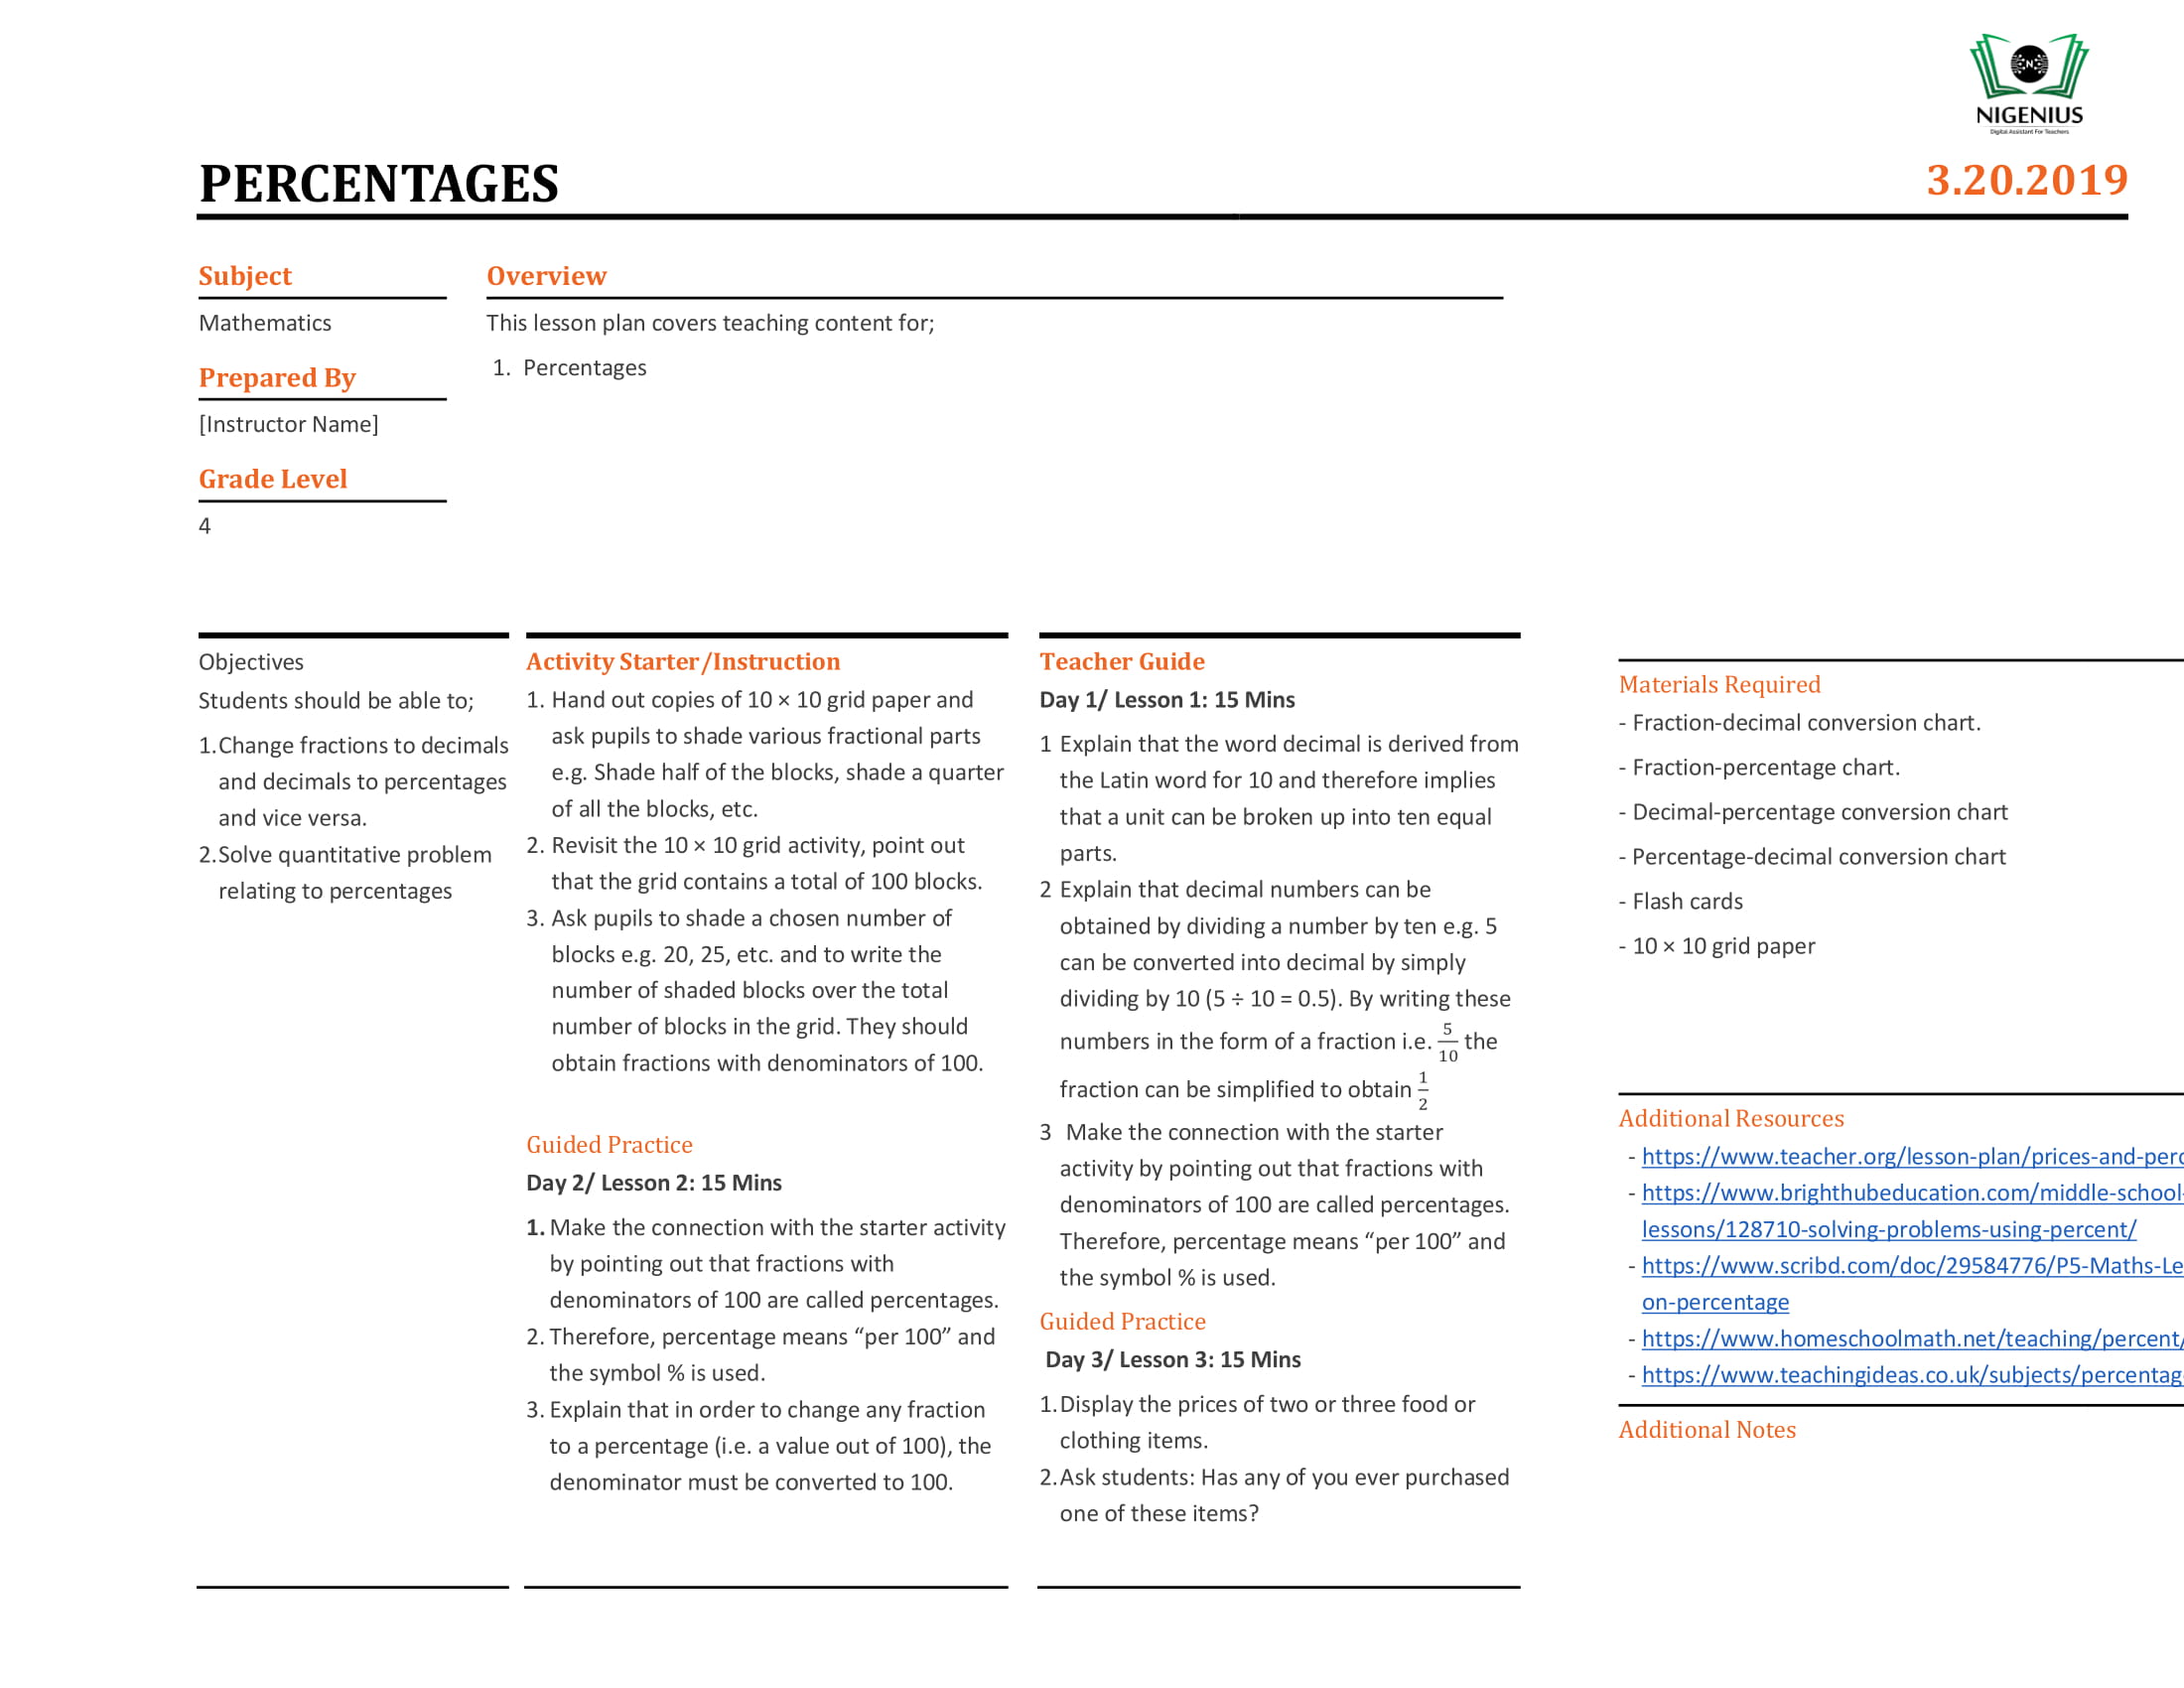 NIGENIUS
Digital Assistant For Teachers
PERCENTAGES
3.20.2019
Subject
Mathematics
Prepared By
[Instructor Name]
Grade Level
4
Overview
This lesson plan covers teaching content for;
1. Percentages
Objectives
Students should be able to;
1.Change fractions to decimals
and decimals to percentages
and vice versa.
2.Solve quantitative problem
relating to percentages
Activity Starter/Instruction
1. Hand out copies of 10 × 10 grid paper and
ask pupils to shade various fractional parts
e.g. Shade half of the blocks, shade a quarter
of all the blocks, etc.
2. Revisit the 10 × 10 grid activity, point out
that the grid contains a total of 100 blocks.
3. Ask pupils to shade a chosen number of
blocks e.g. 20, 25, etc. and to write the
number of shaded blocks over the total
number of blocks in the grid. They should
obtain fractions with denominators of 100.
Guided Practice
Day 2/ Lesson 2: 15 Mins
1. Make the connection with the starter activity
by pointing out that fractions with
denominators of 100 are called percentages.
2. Therefore, percentage means “per 100” and
the symbol % is used.
3. Explain that in order to change any fraction
to a percentage (i.e. a value out of 100), the
denominator must be converted to 100.
Teacher Guide
Day 1/ Lesson 1: 15 Mins
1 Explain that the word decimal is derived from
the Latin word for 10 and therefore implies
that a unit can be broken up into ten equal
parts.
2 Explain that decimal numbers can be
obtained by dividing a number by ten e.g. 5
can be converted into decimal by simply
dividing by 10 (5 ÷ 10 = 0.5). By writing these
numbers in the form of a fraction i.e. 5/10 the
fraction can be simplified to obtain 1/2
3 Make the connection with the starter
activity by pointing out that fractions with
denominators of 100 are called percentages.
Therefore, percentage means “per 100” and
the symbol % is used.
Guided Practice
Day 3/ Lesson 3: 15 Mins
1.Display the prices of two or three food or
clothing items.
2.Ask students: Has any of you ever purchased
one of these items?
Materials Required
- Fraction-decimal conversion chart.
- Fraction-percentage chart.
- Decimal-percentage conversion chart
- Percentage-decimal conversion chart
- Flash cards
- 10 × 10 grid paper
Additional Resources
- https://www.teacher.org/lesson-plan/prices-and-perc
- https://www.brighthubeducation.com/middle-school-
lessons/128710-solving-problems-using-percent/
- https://www.scribd.com/doc/29584776/P5-Maths-Le
on-percentage
- https://www.homeschoolmath.net/teaching/percent/
- https://www.teachingideas.co.uk/subjects/percentag
Additional Notes